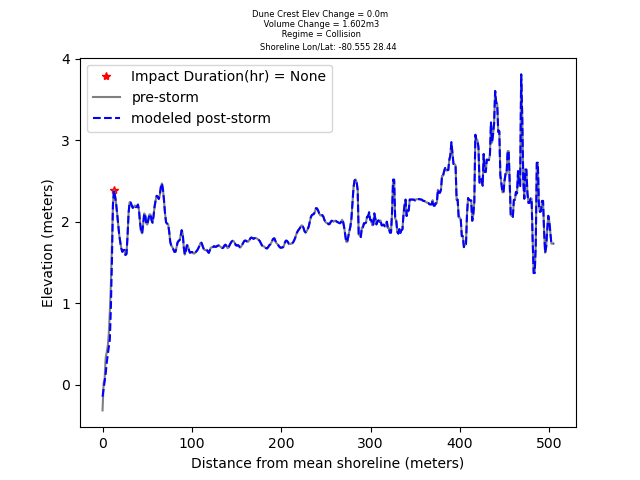 Dune Crest Elev Change = 0.0m
Volume Change = 1.602m3
Regime = Collision
Shoreline Lon/Lat: -80.555 28.44
Impact Duration(hr) = None
pre-storm
modeled post-storm
Elevation (meters)
4
3
2
1
0
0 100 200 300 400 500
Distance from mean shoreline (meters)